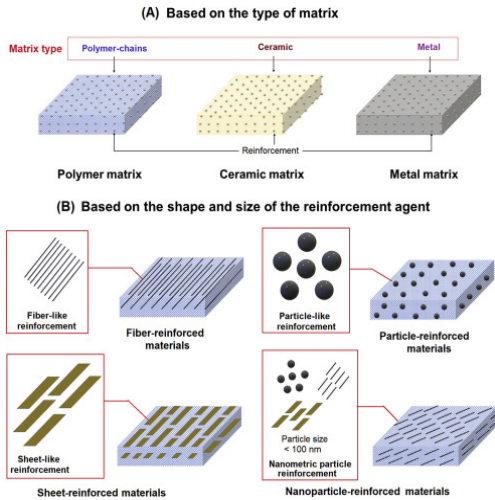 (A) Based on the type of matrix
Matrix type
Polymer-chains
Ceramic
Metal
Reinforcement
Polymer matrix
Ceramic matrix
Metal matrix
(B) Based on the shape and size of the reinforcement agent
Fiber-like
reinforcement
Fiber-reinforced
materials
Particle-like
reinforcement
Particle-reinforced
materials
Sheet-like
reinforcement
Sheet-reinforced materials
Particle size
< 100 nm
Nanometric particle
reinforcement
Nanoparticle-reinforced materials